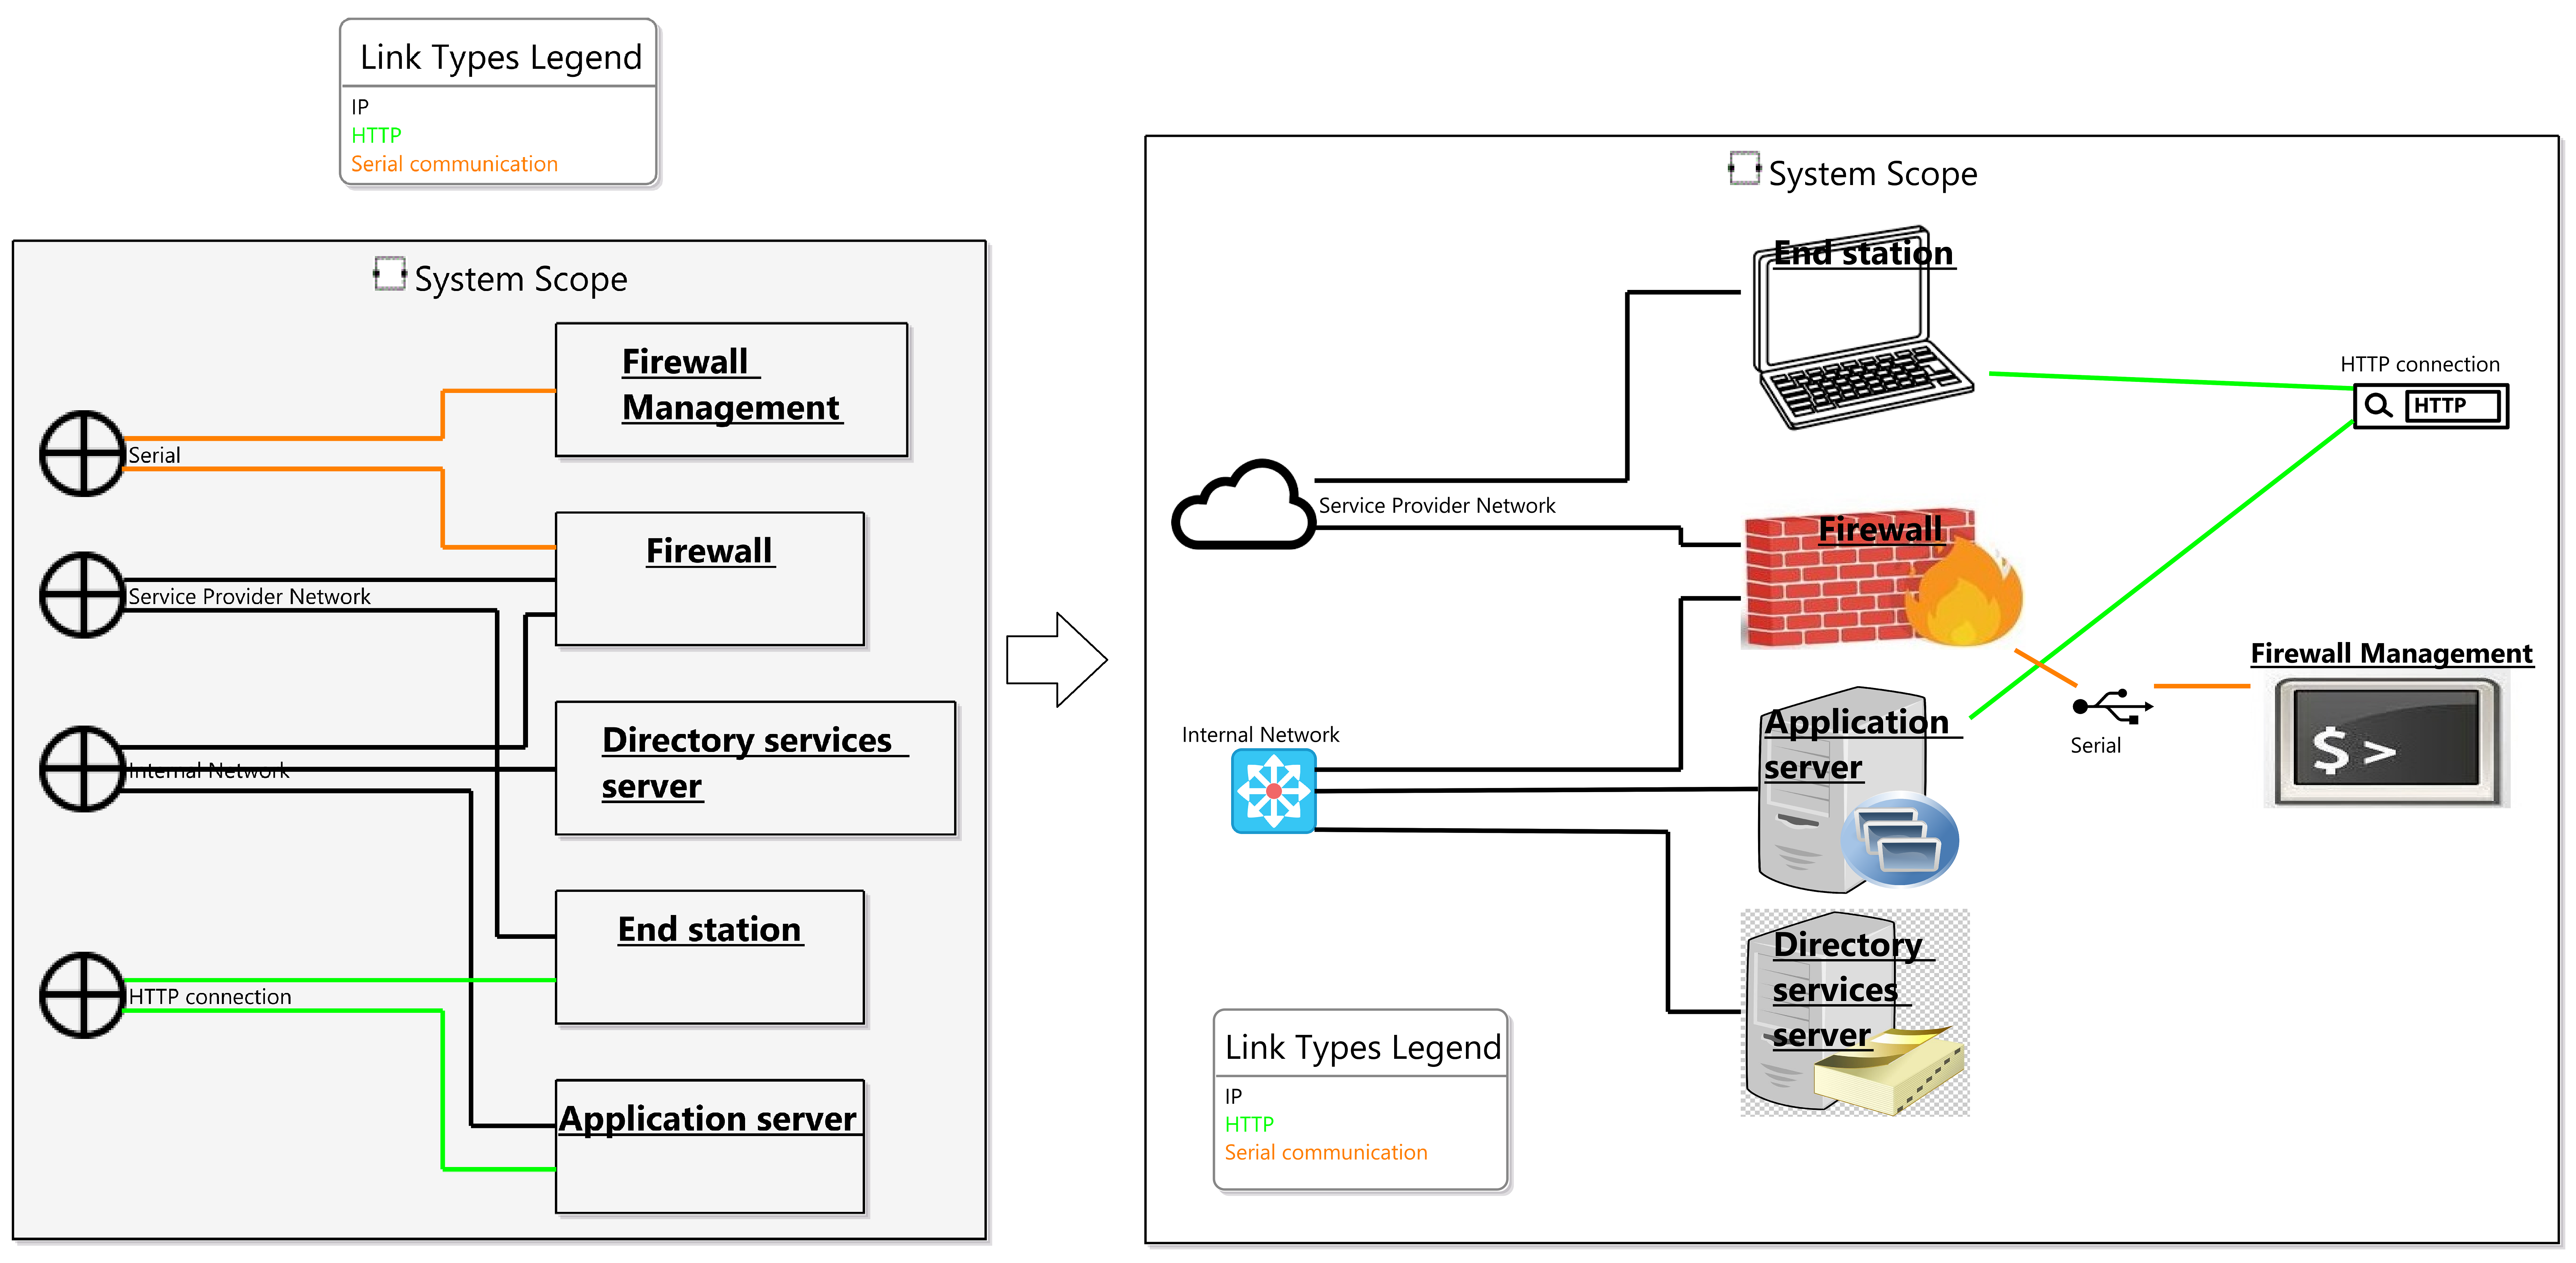 Link Types Legend
IP
HTTP
Serial communication
System Scope
Firewall
Management
Serial
Firewall
Service Provider Network
Directory services
server
Internal Network
End station
HTTP connection
Application server
System Scope
End station
HTTP connection
HTTP
Service Provider Network
Firewall
Firewall Management
Internal Network
Application
server
Serial
$ >
Directory
services
server
Link Types Legend
IP
HTTP
Serial communication